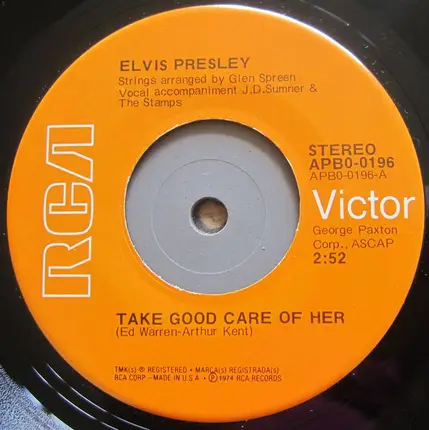 ELVIS PRESLEY
Strings arranged by Glen Spreen
Vocal accompaniment J.D.Sumner &
The Stamps
RCA
STEREO
APBO-0196
APBO-0196-A
Victor
George Paxton
Corp., ASCAP
2:52
TAKE GOOD CARE OF HER
(Ed Warren-Arthur Kent)
TMK(s) ® REGISTERED • MARCA(s) REGISTRADA(s)
RCA CORP –MADE IN U.S.A • ℗ 1974 RCA RECORDS